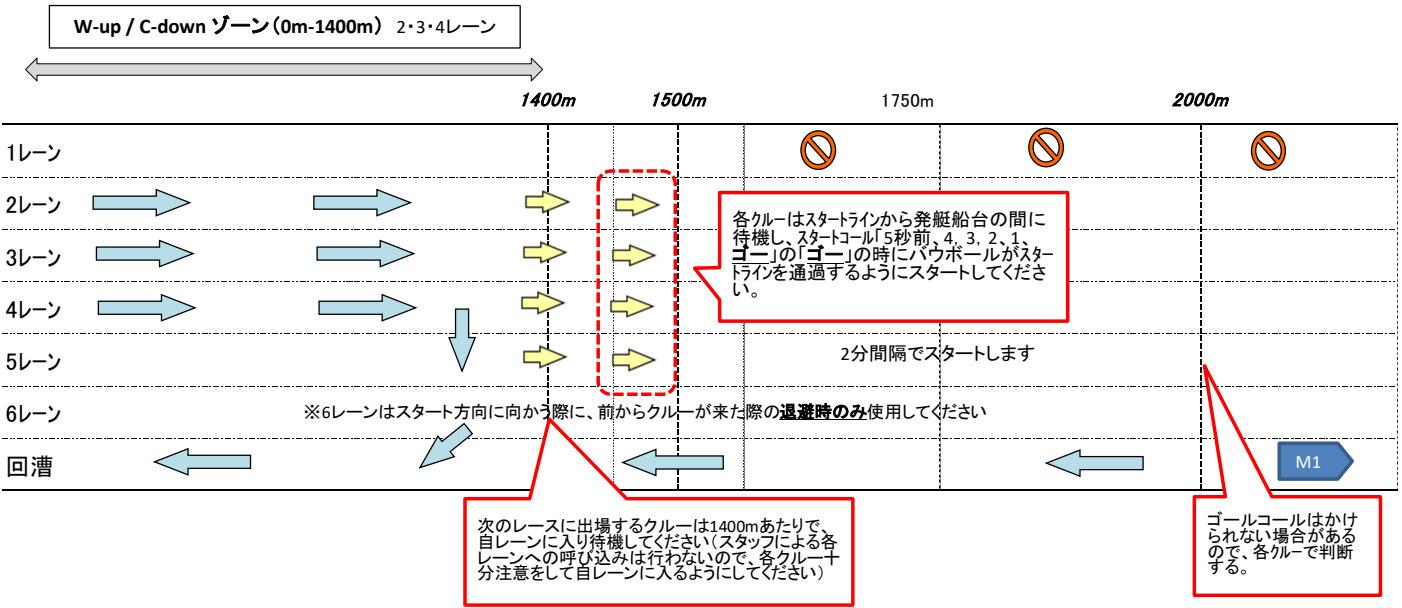 W-up / C-down ゾーン（0m-1400m） 2・3・4レーン
1400m
1500m
1750m
2000m
1レーン
2レーン
3レーン
4レーン
5レーン
6レーン
回漕
各クルーはスタートラインから発艇船台の間に
待機し、スタートコール「5秒前、4, 3, 2、1、
ゴー」の「ゴー」の時にバウボールがスター
トラインを通過するようにスタートしてくださ
い。
2分間隔でスタートします
※6レーンはスタート方向に向かう際に、前からクルーが来た際の退避時のみ使用してください
M1
次のレースに出場するクルーは1400mあたりで、
自レーンに入り待機してください（スタッフによる各
レーンへの呼び込みは行わないので、各クルー十
分注意をして自レーンに入るようにしてください）
ゴールコールはかけ
られない場合がある
ので、各クルーで判断
する。